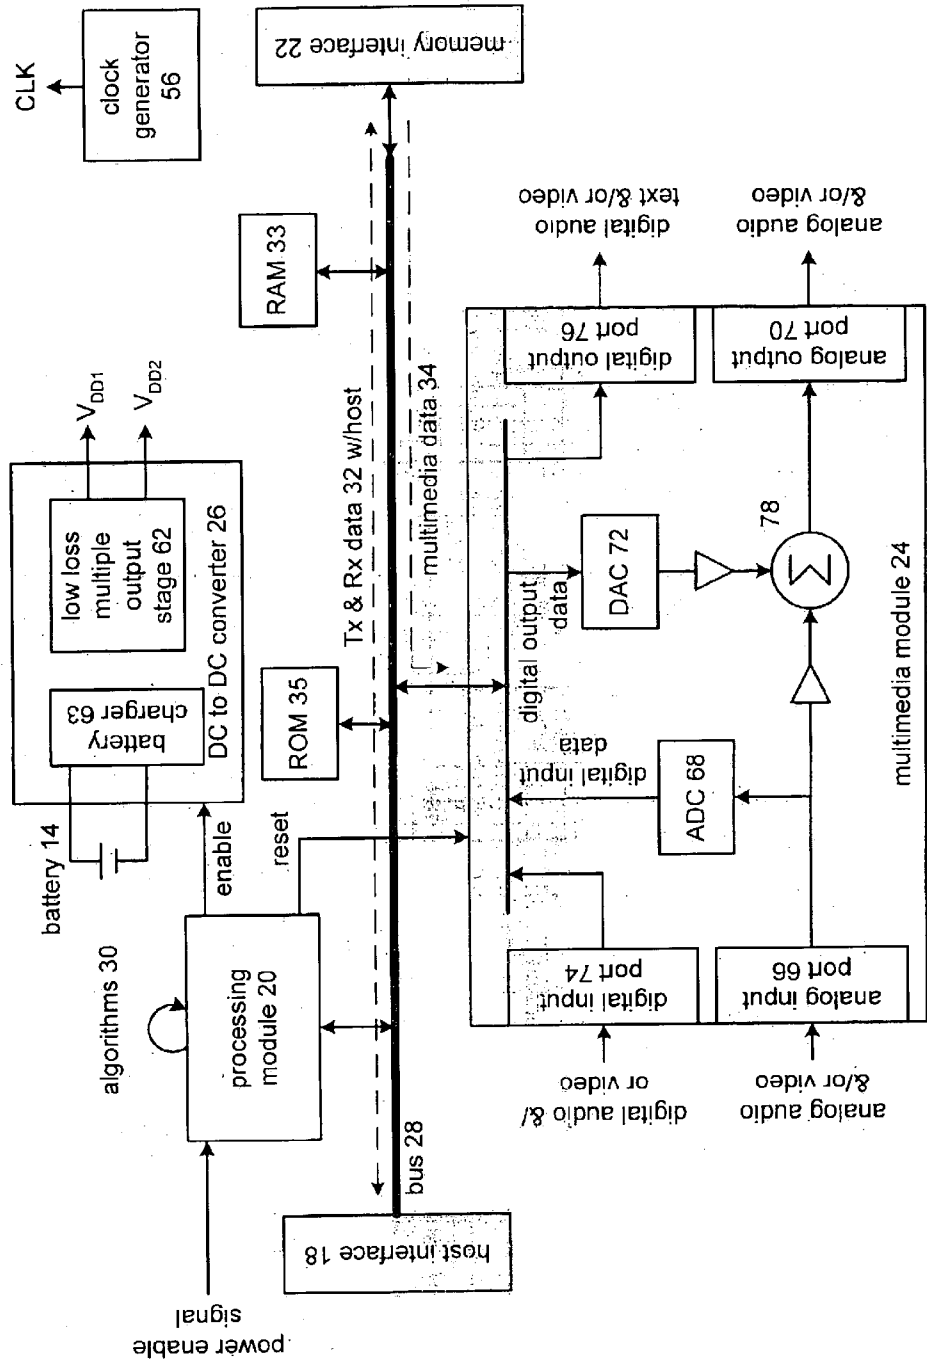 CLK
clock
generator
56
memory interface 22
RAM 33
V_DD1
V_DD2
low loss
multiple
output
stage 62
battery
charger 63
DC to DC converter 26
battery 14
enable
reset
algorithms 30
processing
module 20
power enable
signal
ROM 35
Tx & Rx data 32 w/host
multimedia data 34
bus 28
host interface 18
digital audio
text &/or video
analog audio
&/or video
digital output
port 76
analog output
port 70
digital output
data
DAC 72
78
Σ
digital input
data
ADC 68
multimedia module 24
digital input
port 74
analog input
port 66
digital audio &/
or video
analog audio
&/or video